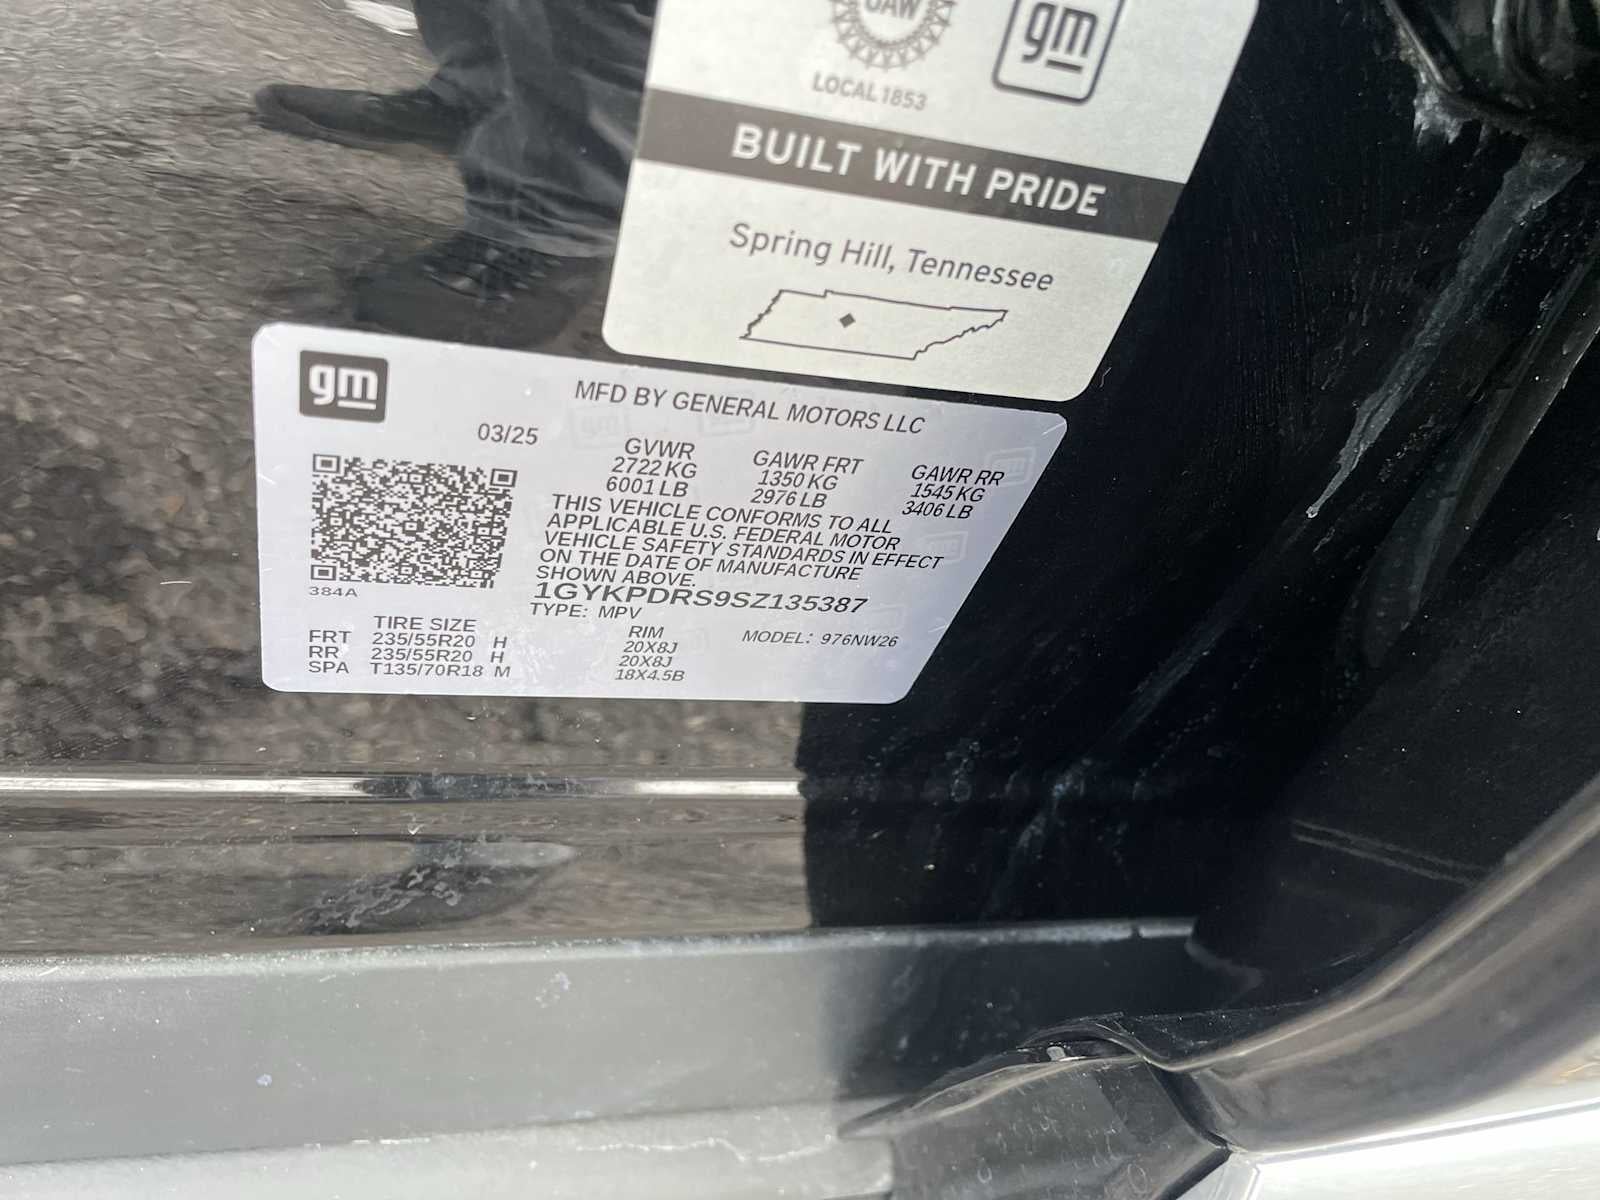 UAW
LOCAL 1853
gm
BUILT WITH PRIDE
Spring Hill, Tennessee
gm
MFD BY GENERAL MOTORS LLC
03/25
GVWR
2722 KG
6001 LB
GAWR FRT
1350 KG
2976 LB
GAWR RR
1545 KG
3406 LB
THIS VEHICLE CONFORMS TO ALL
APPLICABLE U.S. FEDERAL MOTOR
VEHICLE SAFETY STANDARDS IN EFFECT
ON THE DATE OF MANUFACTURE
SHOWN ABOVE.
384A
1GYKPDRS9SZ135387
TYPE: MPV
MODEL: 976NW26
TIRE SIZE RIM
FRT 235/55R20 H 20X8J
RR 235/55R20 H 20X8J
SPA T135/70R18 M 18X4.5B